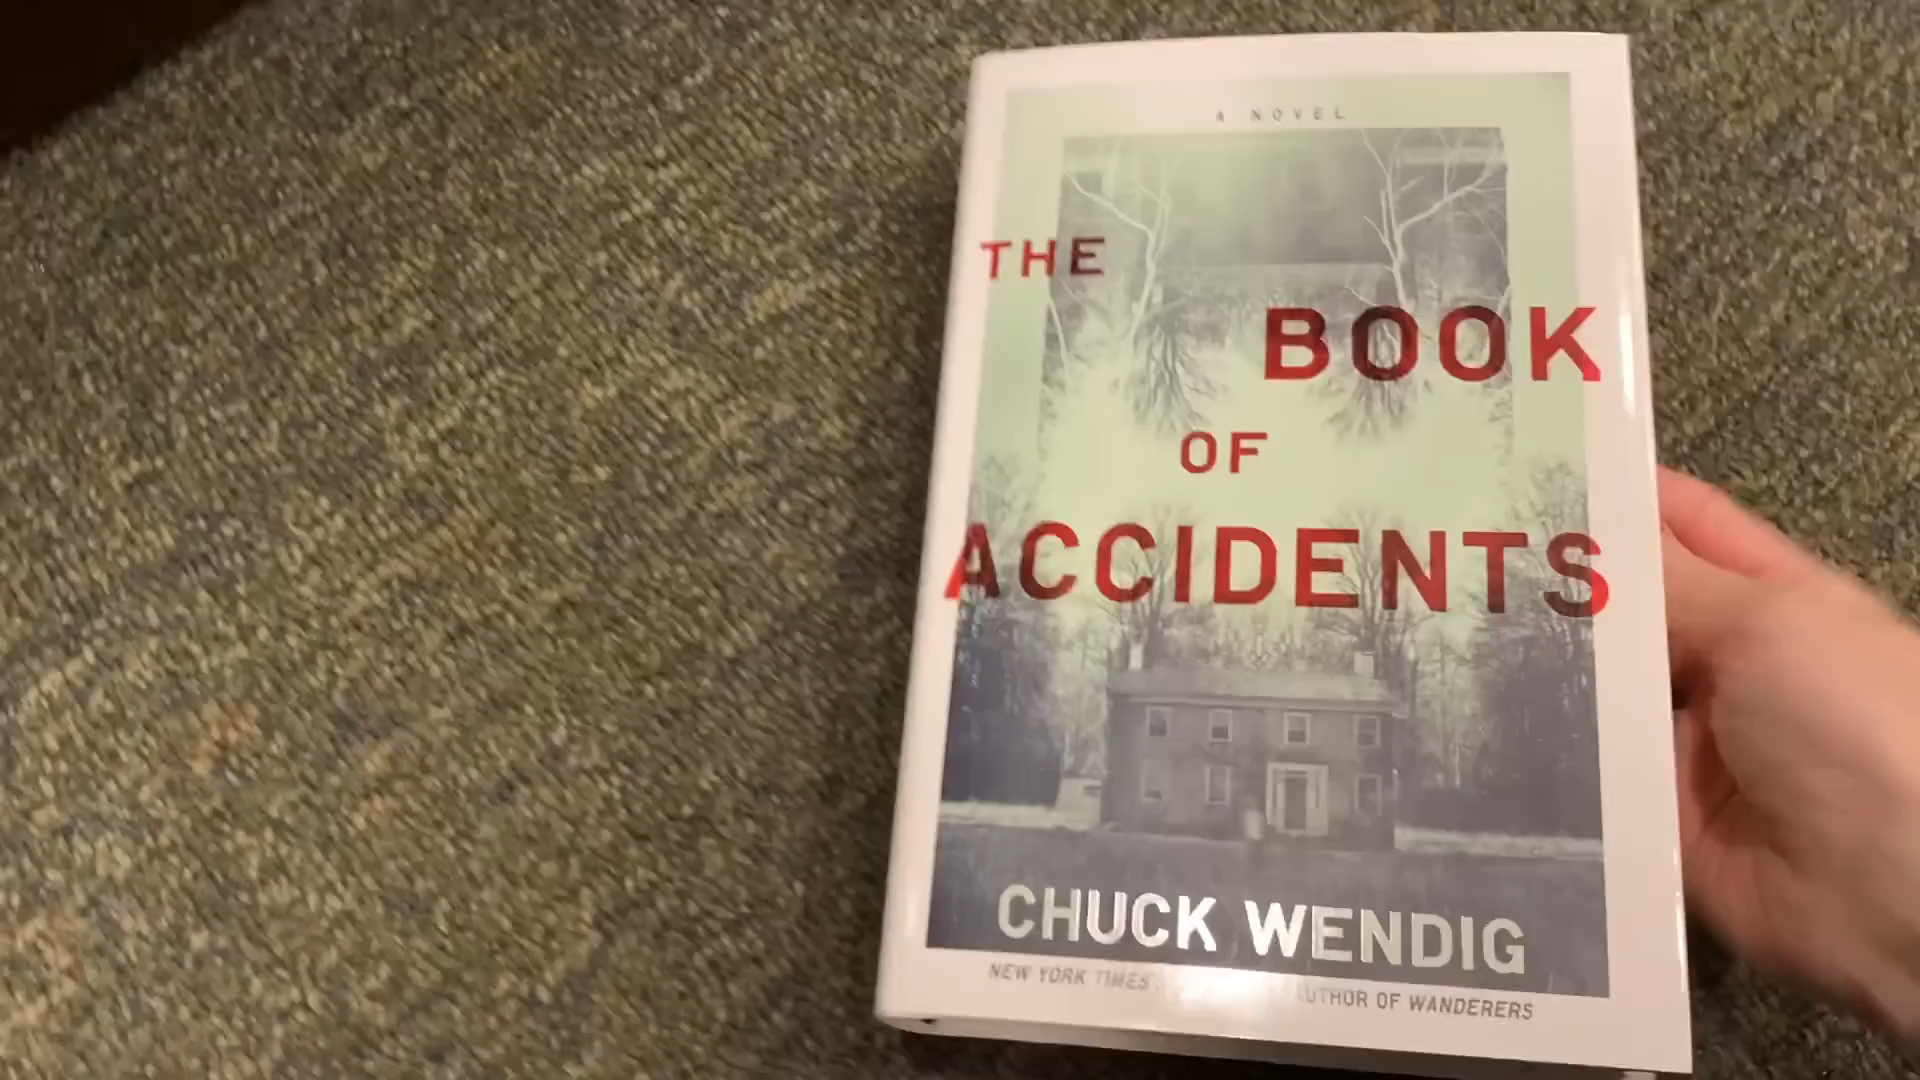 A NOVEL
THE
BOOK
OF
ACCIDENTS
CHUCK WENDIG
NEW YORK TIMES AUTHOR OF WANDERERS